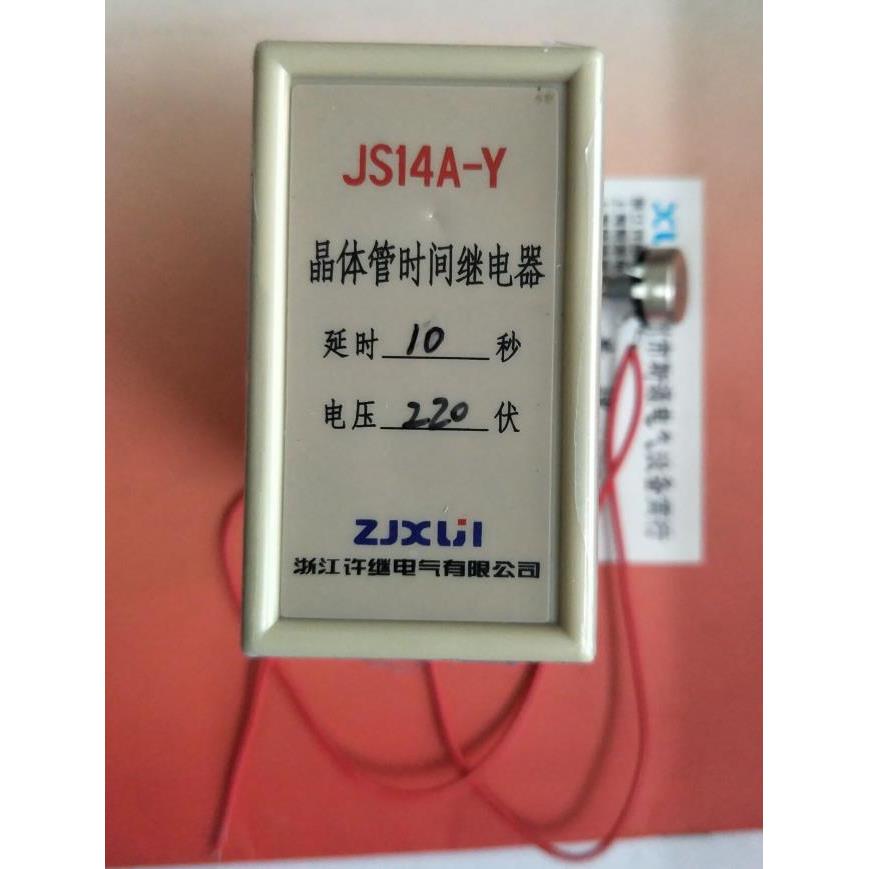 JS14A-Y
晶体管时间继电器
延时 10 秒
电压 220 伏
ZJXUJI
浙江许继电气有限公司